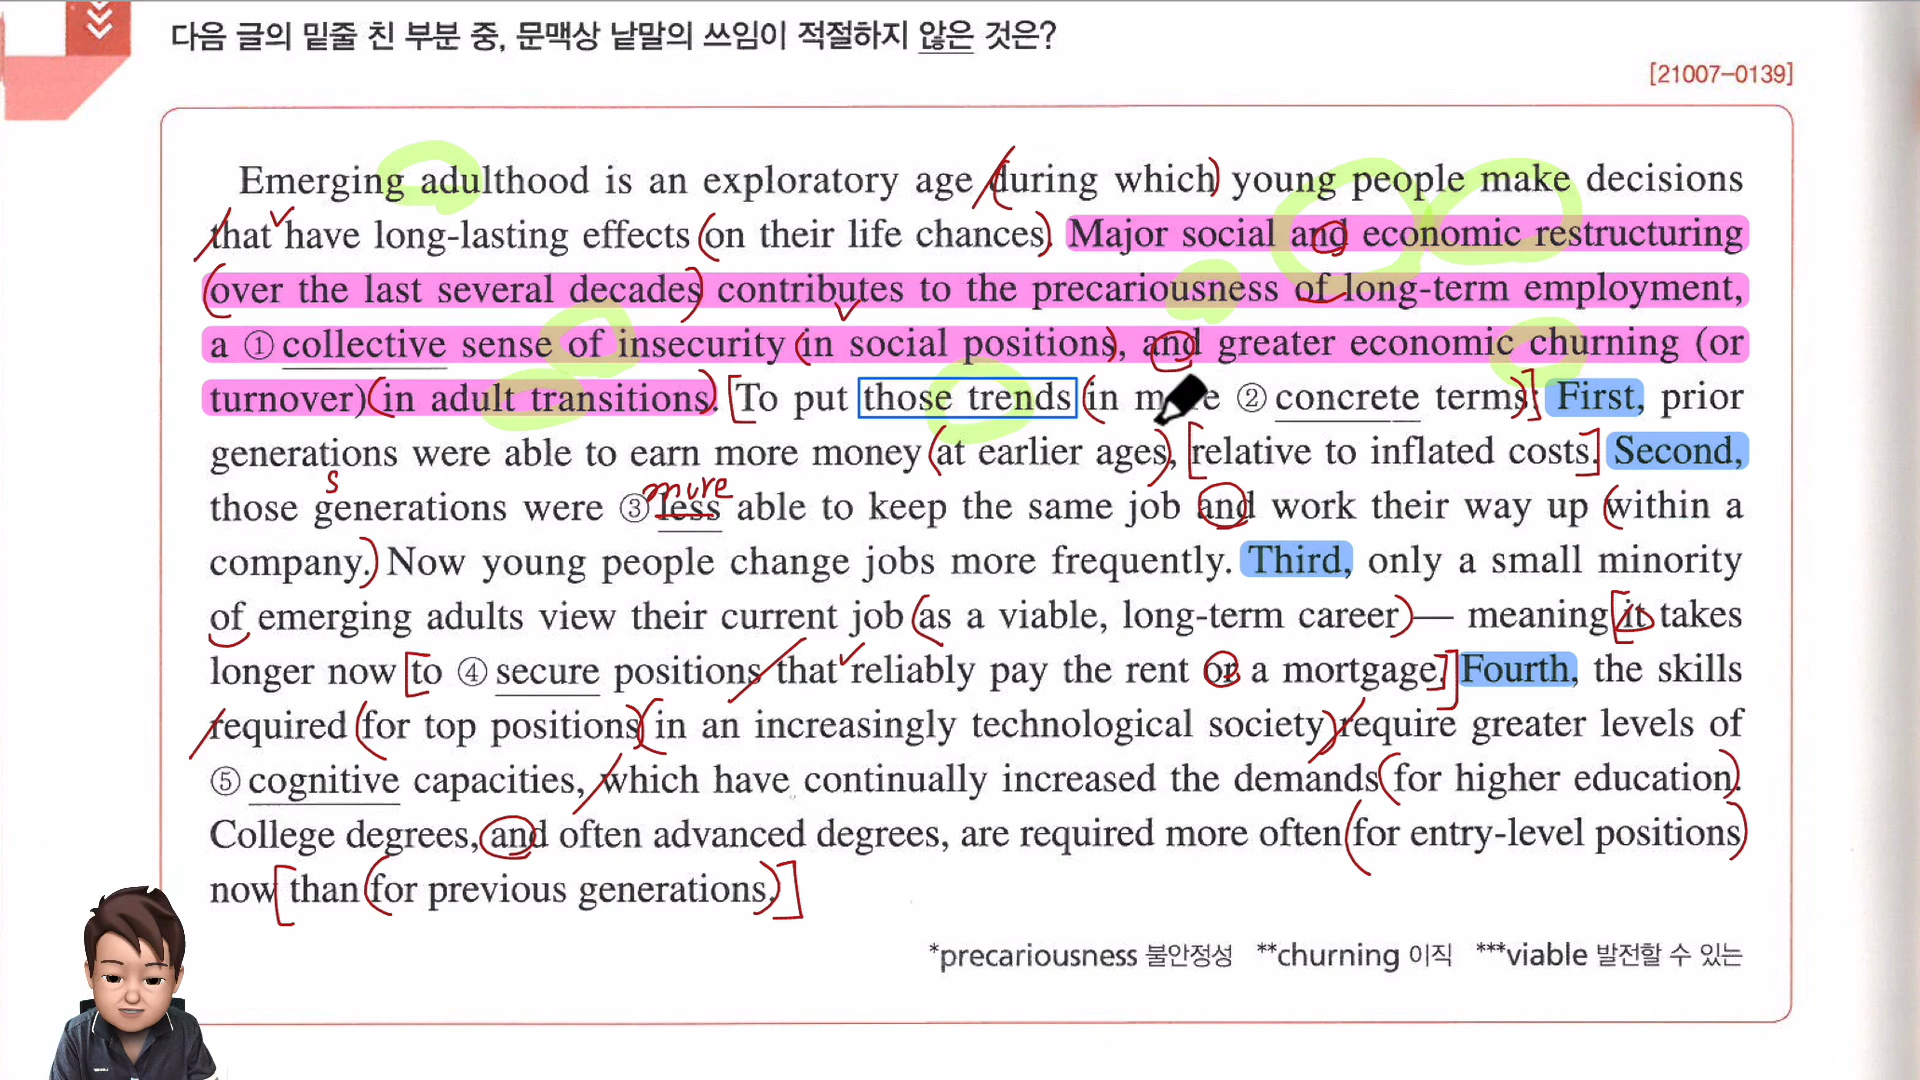 다음 글의 밑줄 친 부분 중, 문맥상 낱말의 쓰임이 적절하지 않은 것은?
[21007-0139]
Emerging adulthood is an exploratory age during which young people make decisions
that have long-lasting effects on their life chances. Major social and economic restructuring
over the last several decades contributes to the precariousness of long-term employment,
a ① collective sense of insecurity in social positions, and greater economic churning (or
turnover) in adult transitions. To put those trends in more ② concrete terms: First, prior
generations were able to earn more money at earlier ages, relative to inflated costs. Second,
s
more
those generations were ③ less able to keep the same job and work their way up within a
company. Now young people change jobs more frequently. Third, only a small minority
of emerging adults view their current job as a viable, long-term career — meaning it takes
longer now to ④ secure positions that reliably pay the rent or a mortgage. Fourth, the skills
required for top positions in an increasingly technological society require greater levels of
⑤ cognitive capacities, which have continually increased the demands for higher education.
College degrees, and often advanced degrees, are required more often for entry-level positions
now than for previous generations.
*precariousness 불안정성 **churning 이직 ***viable 발전할 수 있는